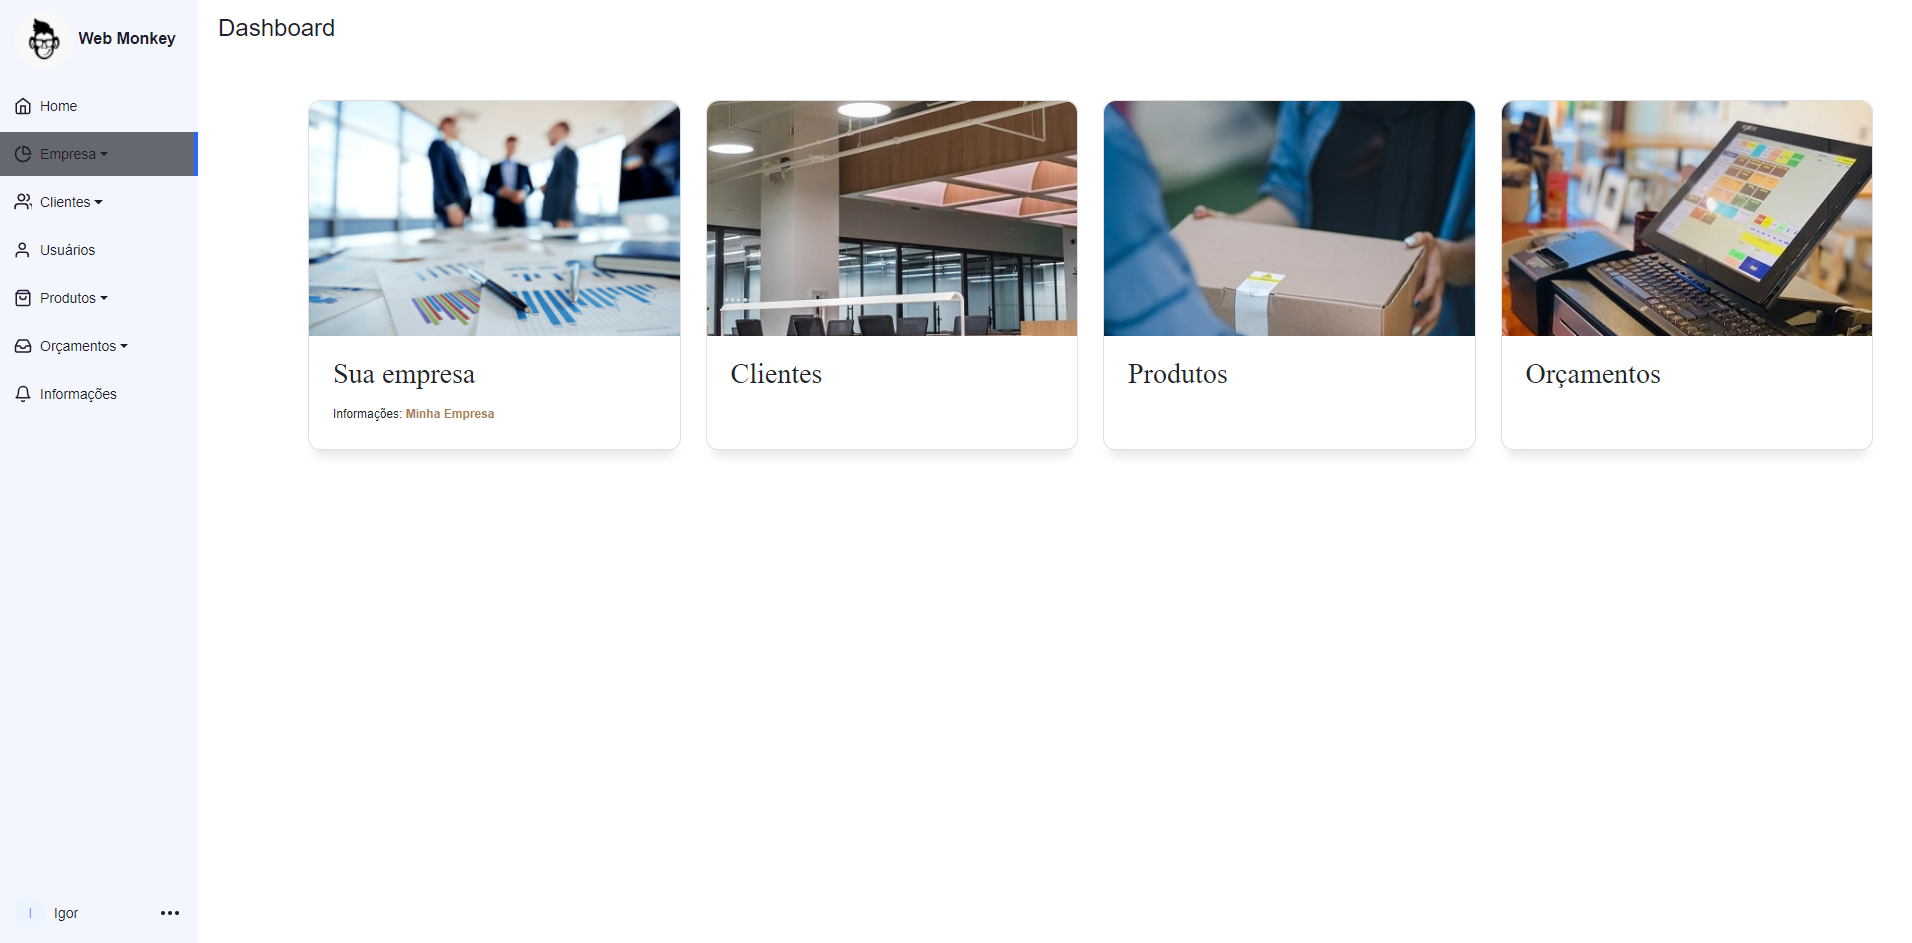 Web Monkey
Dashboard
Home
Empresa
Clientes
Usuários
Produtos
Orçamentos
Informações
Sua empresa
Informações: Minha Empresa
Clientes
Produtos
Orçamentos
I
Igor